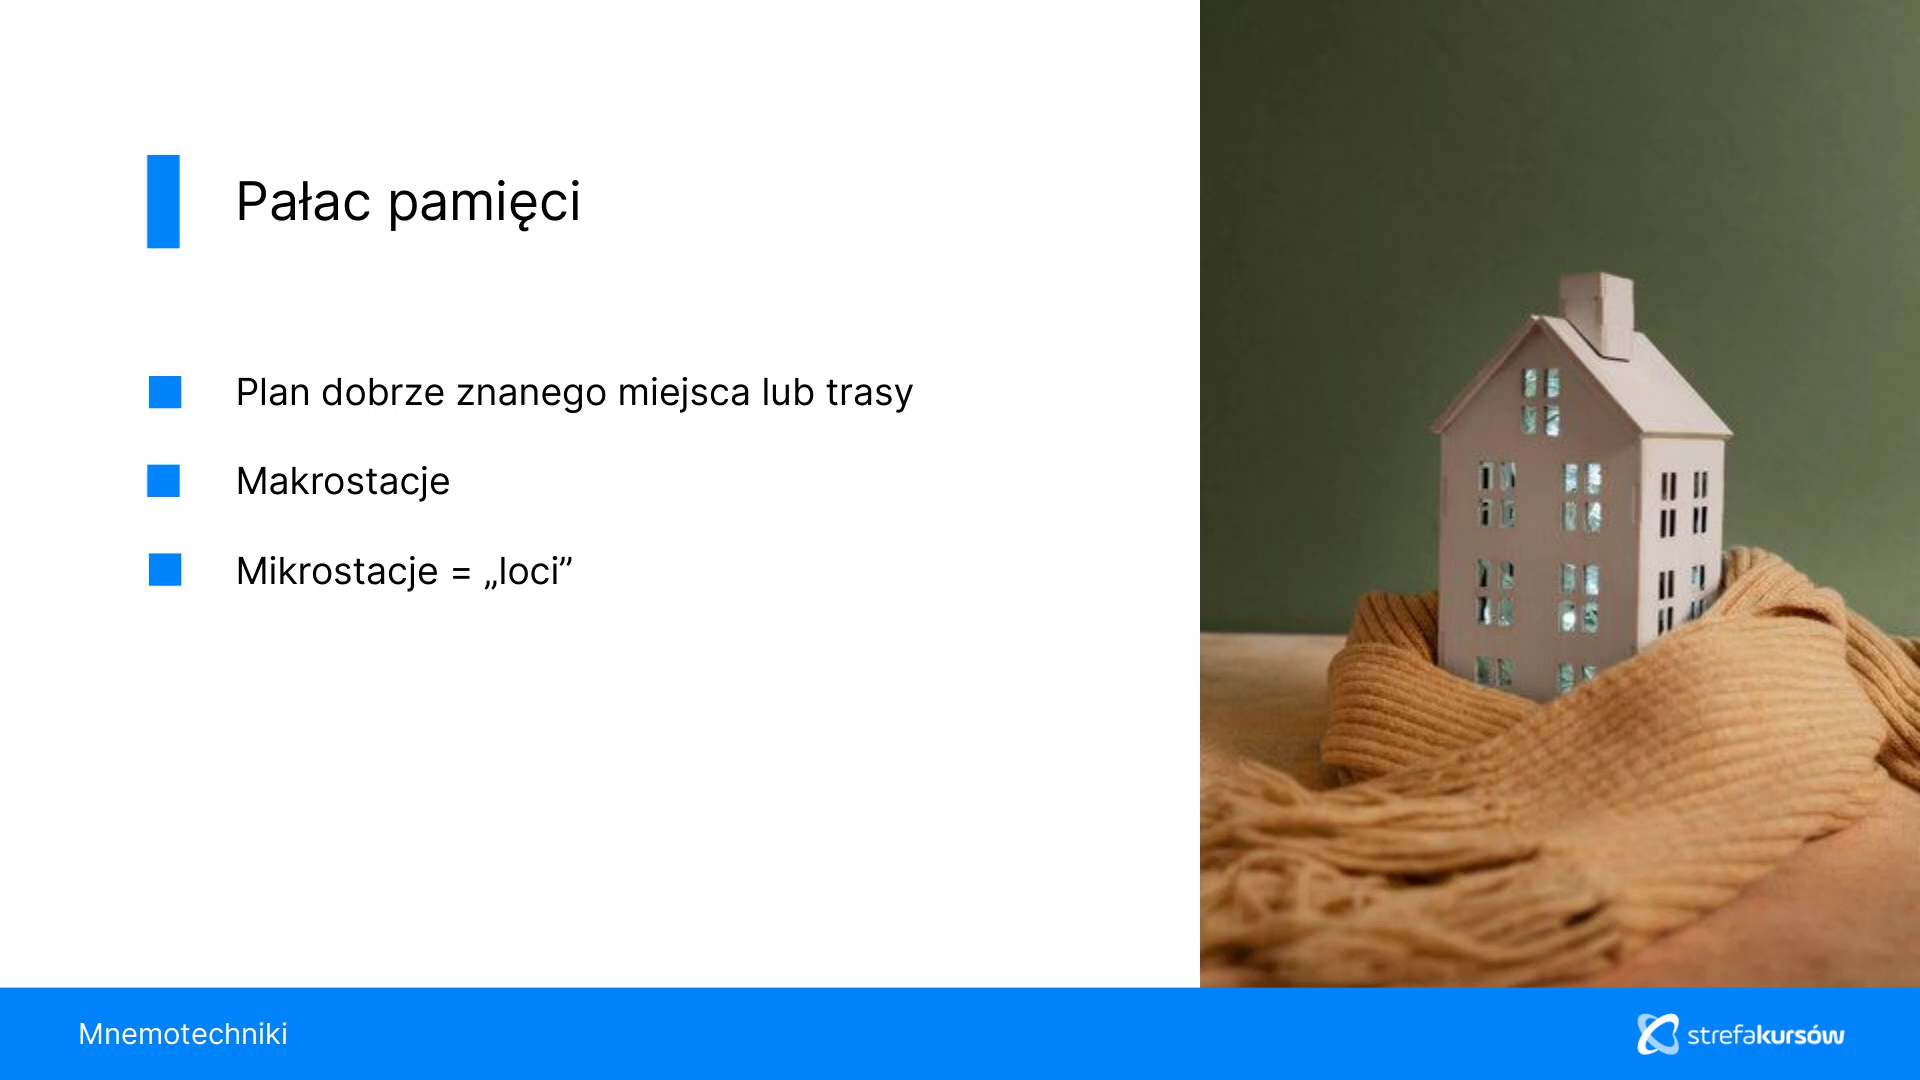 Pałac pamięci
Plan dobrze znanego miejsca lub trasy
Makrostacje
Mikrostacje = „loci”
Mnemotechniki
strefakursów